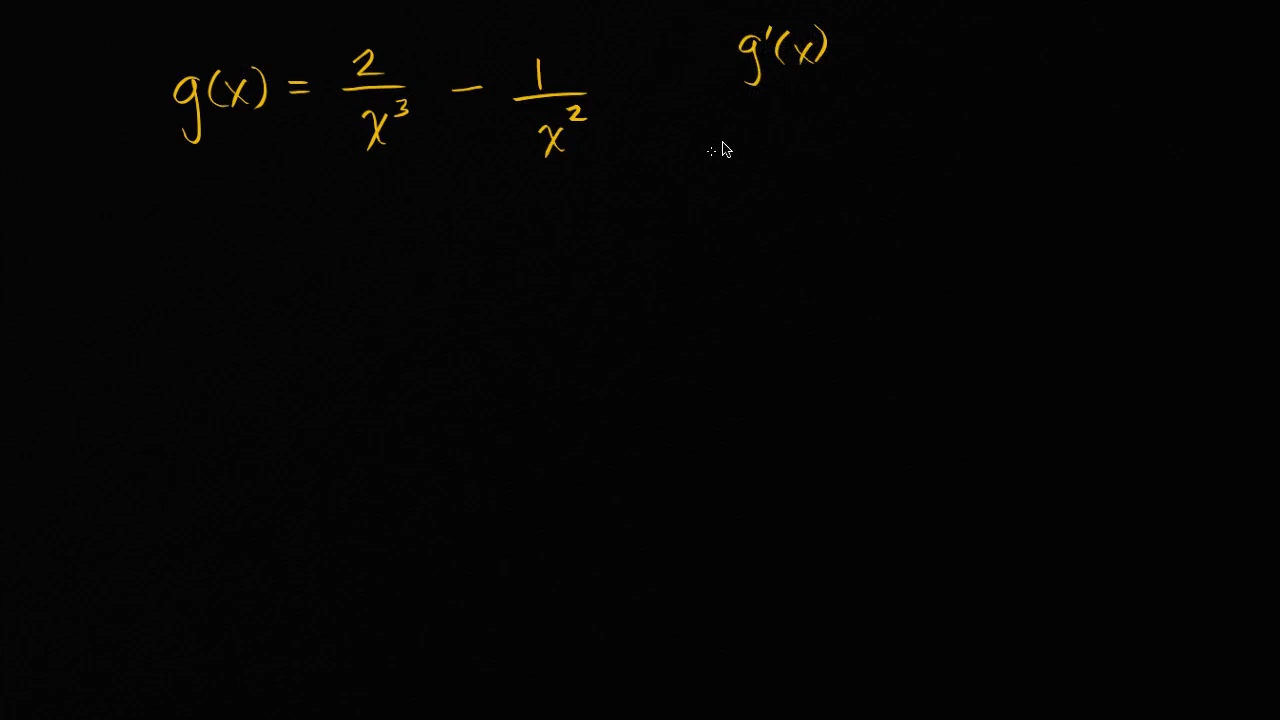 g(x) = 2/x³ − 1/x² g'(x)